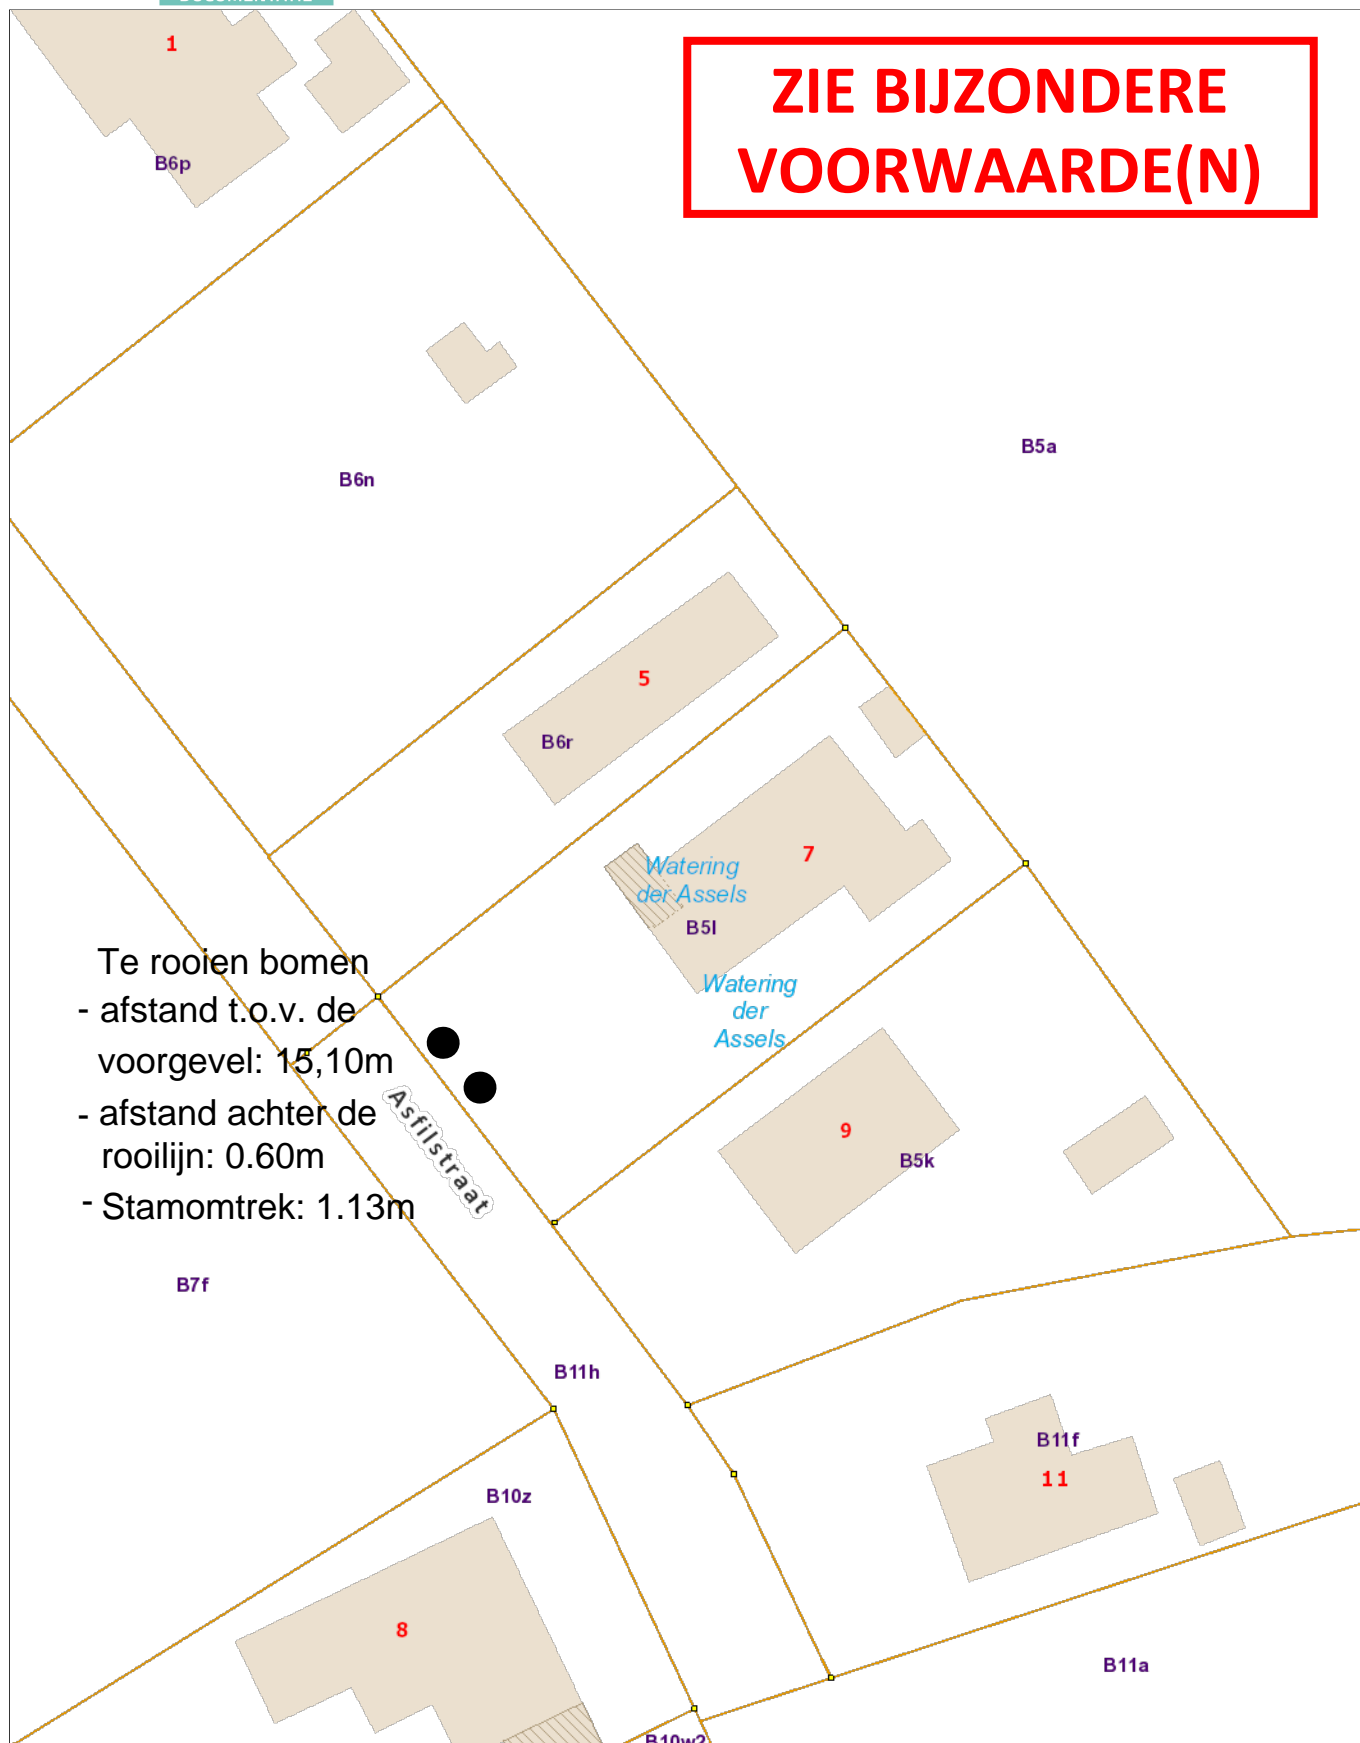 ZIE BIJZONDERE
VOORWAARDE(N)
1
B6p
B5a
B6n
5
B6r
7
Watering
der Assels
B5l
Watering
der
Assels
Te rooien bomen
- afstand t.o.v. de
voorgevel: 15,10m
- afstand achter de
rooilijn: 0.60m
- Stamomtrek: 1.13m
Asfilstraat
9
B5k
B7f
B11h
B11f
11
B10z
8
B11a
B10w2